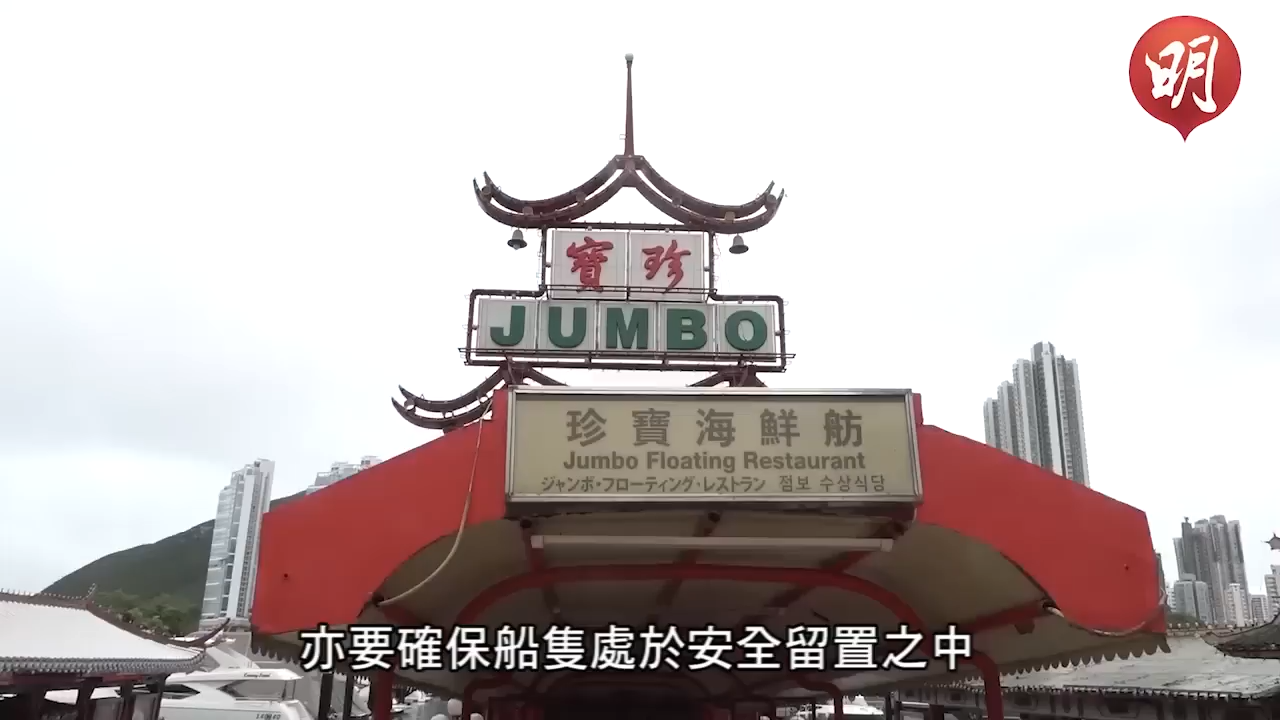 明
寶珍
JUMBO
珍寶海鮮舫
Jumbo Floating Restaurant
ジャンボ・フローティング・レストラン 점보 수상식당
亦要確保船隻處於安全留置之中